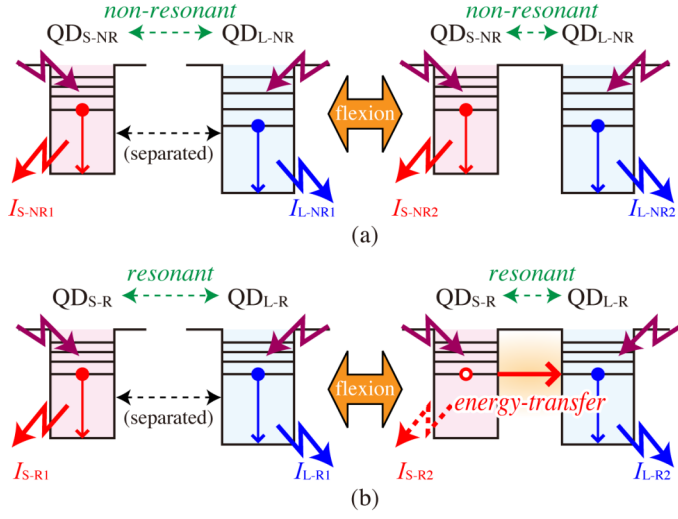 non-resonant non-resonant
QDS-NR QDL-NR QDS-NR QDL-NR
flexion
(separated)
IS-NR1 IL-NR1 IS-NR2 IL-NR2
(a)
resonant resonant
QDS-R QDL-R QDS-R QDL-R
flexion
(separated) energy-transfer
IS-R1 IL-R1 IS-R2 IL-R2
(b)